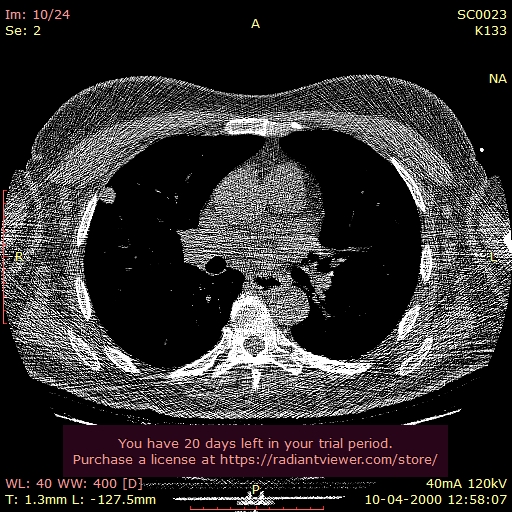 Im: 10/24
Se: 2
A
SC0023
K133
NA
R
L
You have 20 days left in your trial period.
Purchase a license at https://radiantviewer.com/store/
WL: 40 WW: 400 [D]
T: 1.3mm L: -127.5mm
P
40mA 120kV
10-04-2000 12:58:07